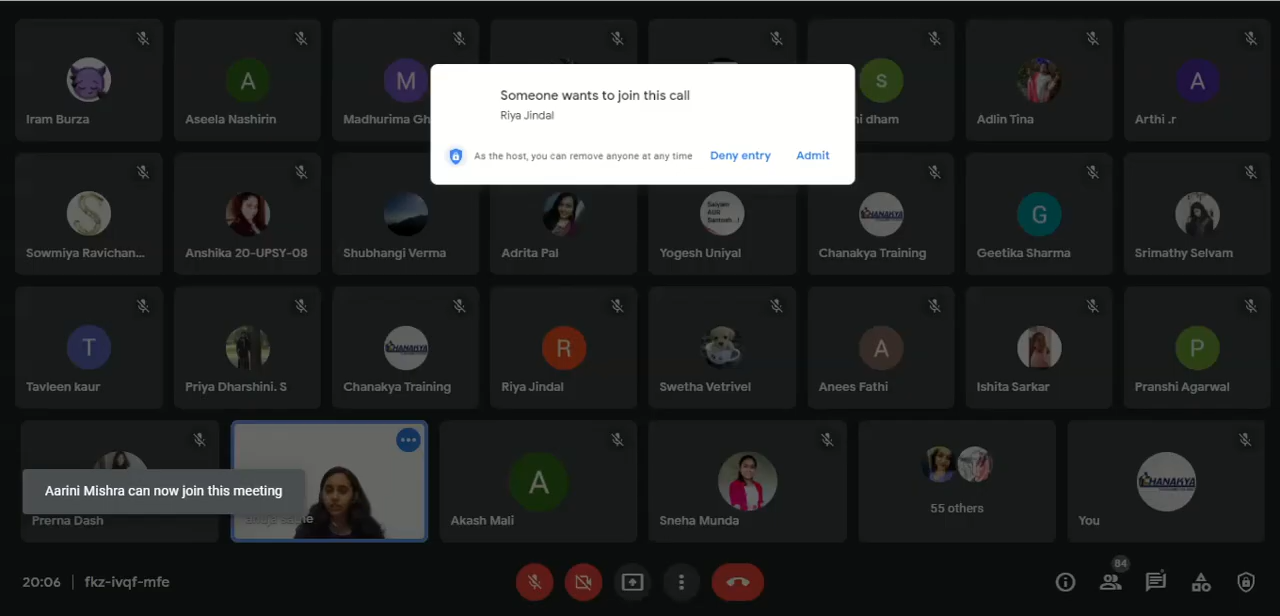 Someone wants to join this call
Riya Jindal
As the host, you can remove anyone at any time
Deny entry
Admit
Iram Burza
A
Aseela Nashirin
M
Madhurima Gh
S
dham
Adlin Tina
A
Arthi .r
S
Sowmiya Ravichan...
Anshika 20-UPSY-08
Shubhangi Verma
Adrita Pal
Yogesh Uniyal
CHANAKYA
Chanakya Training
G
Geetika Sharma
Srimathy Selvam
T
Tavleen kaur
Priya Dharshini. S
CHANAKYA
Chanakya Training
R
Riya Jindal
Swetha Vetrivel
A
Anees Fathi
Ishita Sarkar
P
Pranshi Agarwal
Aarini Mishra can now join this meeting
Prerna Dash
A
Akash Mali
Sneha Munda
55 others
CHANAKYA
You
20:06 | fkz-ivqf-mfe
84